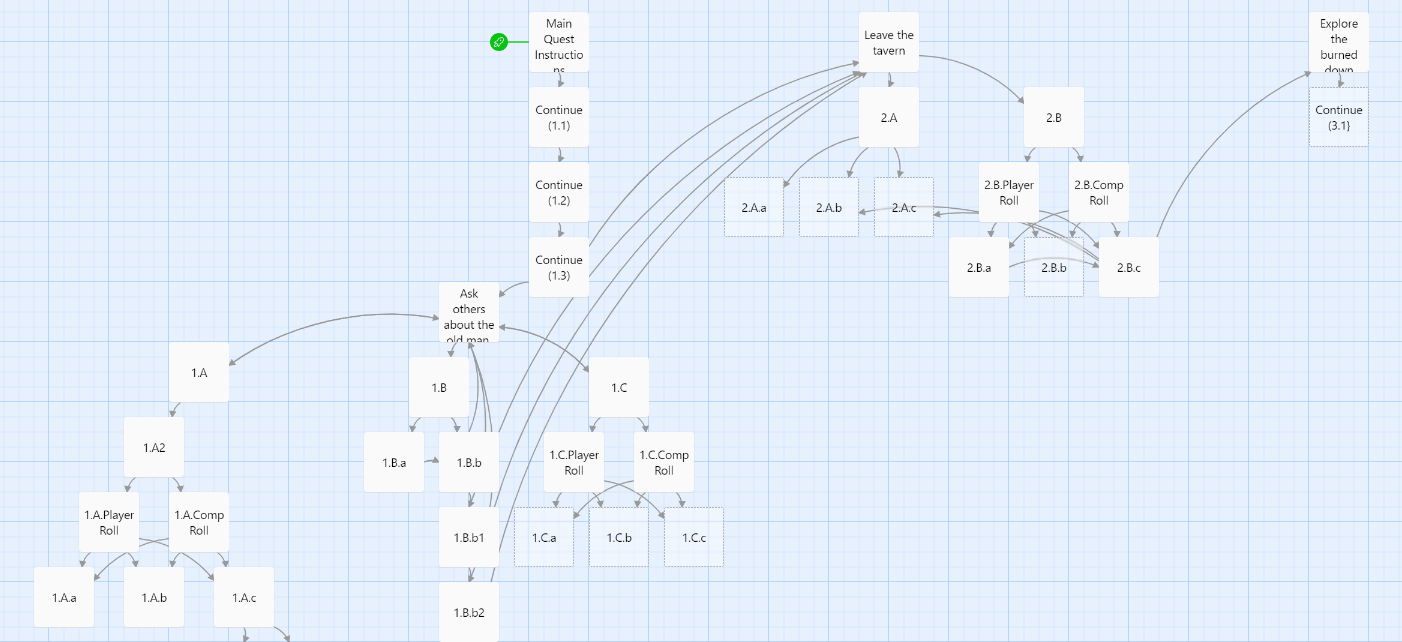 Main
Quest
Instructio
ns
Leave the
tavern
Explore
the
burned
down
Continue
(1.1)
2.A
2.B
Continue
(3.1}
Continue
(1.2)
2.A.a
2.A.b
2.A.c
2.B.Player
Roll
2.B.Comp
Roll
Continue
(1.3)
2.B.a
2.B.b
2.B.c
Ask
others
about the
old man
1.A
1.B
1.C
1.A2
1.B.a
1.B.b
1.C.Player
Roll
1.C.Comp
Roll
1.A.Player
Roll
1.A.Comp
Roll
1.B.b1
1.C.a
1.C.b
1.C.c
1.A.a
1.A.b
1.A.c
1.B.b2